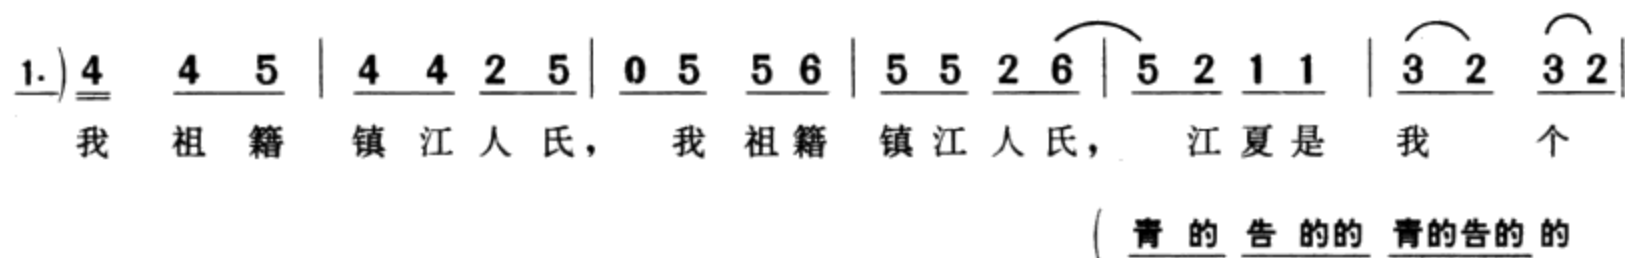 1.) 4 4 5 | 4 4 2 5 | 0 5 5 6 | 5 5 2 6 | 5 2 1 1 | 3 2 3 2 |
我 祖 籍 镇 江 人 氏， 我 祖 籍 镇 江 人 氏， 江 夏 是 我 个
( 青 的 告 的的 青的告的 的